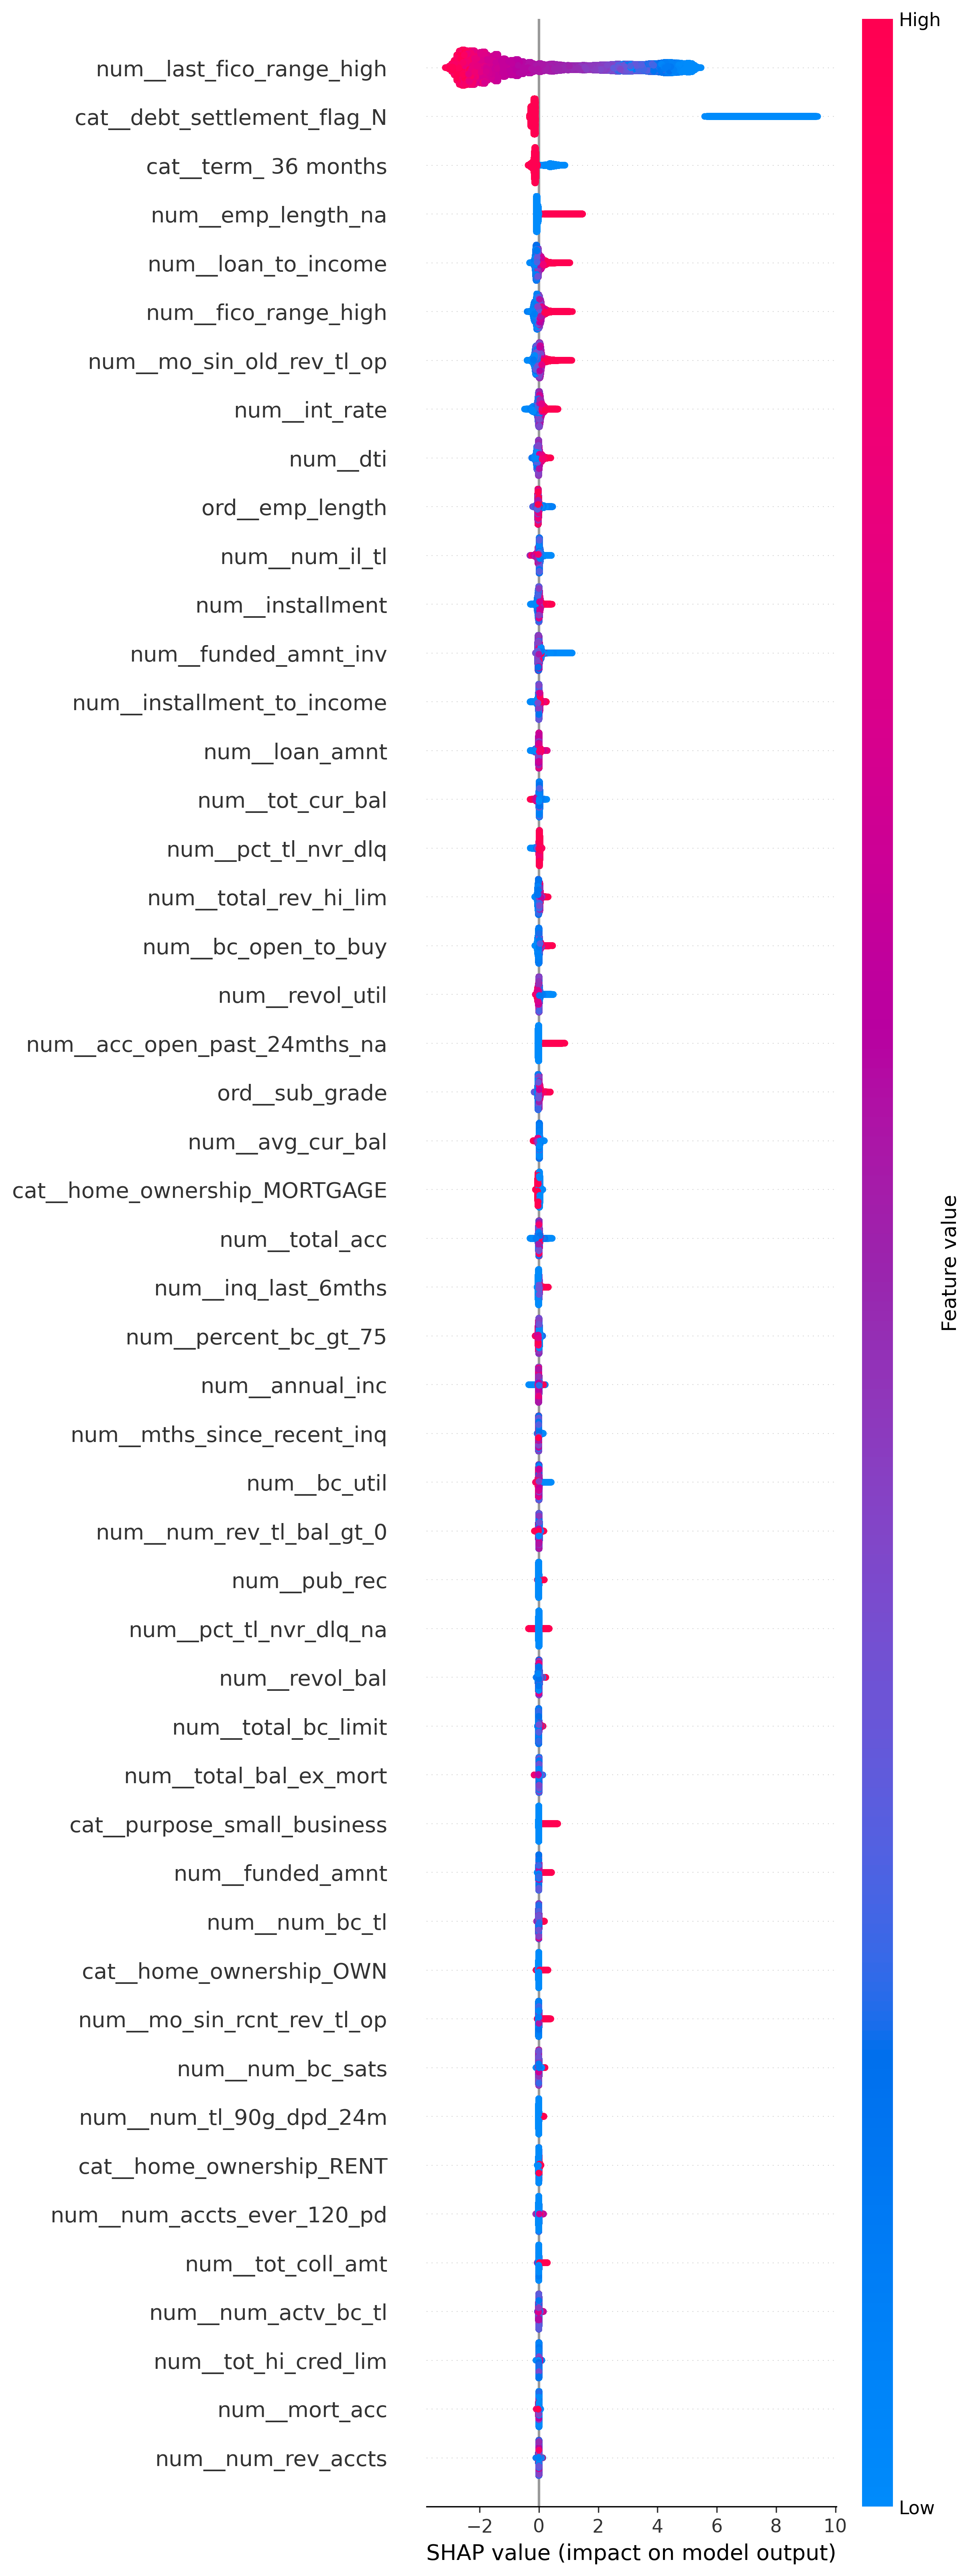 High
num__last_fico_range_high
cat__debt_settlement_flag_N
cat__term_ 36 months
num__emp_length_na
num__loan_to_income
num__fico_range_high
num__mo_sin_old_rev_tl_op
num__int_rate
num__dti
ord__emp_length
num__num_il_tl
num__installment
num__funded_amnt_inv
num__installment_to_income
num__loan_amnt
num__tot_cur_bal
num__pct_tl_nvr_dlq
num__total_rev_hi_lim
num__bc_open_to_buy
num__revol_util
num__acc_open_past_24mths_na
ord__sub_grade
num__avg_cur_bal
cat__home_ownership_MORTGAGE
num__total_acc
num__inq_last_6mths
num__percent_bc_gt_75
num__annual_inc
num__mths_since_recent_inq
num__bc_util
num__num_rev_tl_bal_gt_0
num__pub_rec
num__pct_tl_nvr_dlq_na
num__revol_bal
num__total_bc_limit
num__total_bal_ex_mort
cat__purpose_small_business
num__funded_amnt
num__num_bc_tl
cat__home_ownership_OWN
num__mo_sin_rcnt_rev_tl_op
num__num_bc_sats
num__num_tl_90g_dpd_24m
cat__home_ownership_RENT
num__num_accts_ever_120_pd
num__tot_coll_amt
num__num_actv_bc_tl
num__tot_hi_cred_lim
num__mort_acc
num__num_rev_accts
Feature value
Low
−2 0 2 4 6 8 10
SHAP value (impact on model output)